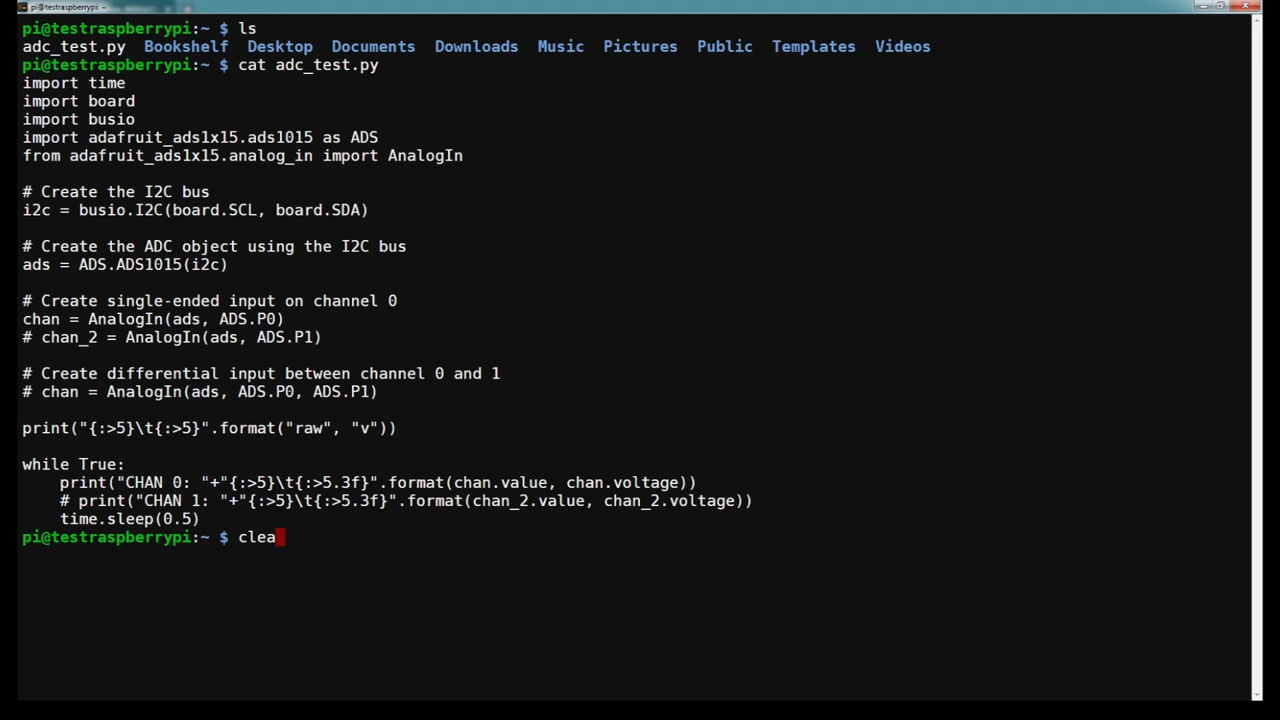 pi@testraspberrypi: ~
pi@testraspberrypi:~ $ ls
adc_test.py  Bookshelf  Desktop  Documents  Downloads  Music  Pictures  Public  Templates  Videos
pi@testraspberrypi:~ $ cat adc_test.py
import time
import board
import busio
import adafruit_ads1x15.ads1015 as ADS
from adafruit_ads1x15.analog_in import AnalogIn

# Create the I2C bus
i2c = busio.I2C(board.SCL, board.SDA)

# Create the ADC object using the I2C bus
ads = ADS.ADS1015(i2c)

# Create single-ended input on channel 0
chan = AnalogIn(ads, ADS.P0)
# chan_2 = AnalogIn(ads, ADS.P1)

# Create differential input between channel 0 and 1
# chan = AnalogIn(ads, ADS.P0, ADS.P1)

print("{:>5}\t{:>5}".format("raw", "v"))

while True:
    print("CHAN 0: "+"{:>5}\t{:>5.3f}".format(chan.value, chan.voltage))
    # print("CHAN 1: "+"{:>5}\t{:>5.3f}".format(chan_2.value, chan_2.voltage))
    time.sleep(0.5)
pi@testraspberrypi:~ $ clea